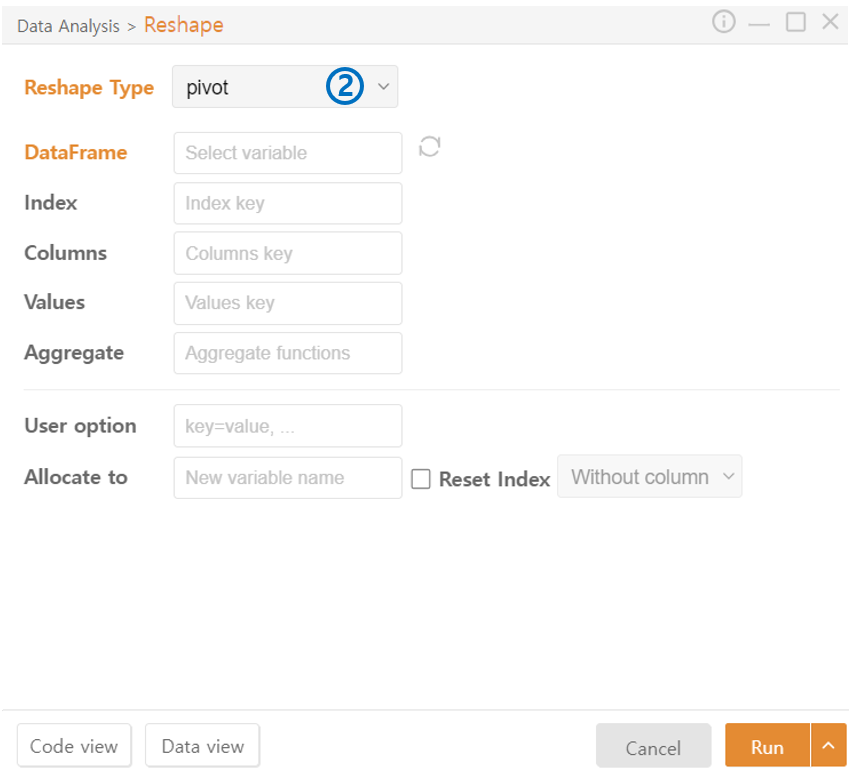 Data Analysis > Reshape
Reshape Type pivot ②
DataFrame Select variable
Index Index key
Columns Columns key
Values Values key
Aggregate Aggregate functions
User option key=value, ...
Allocate to New variable name Reset Index Without column
Code view Data view Cancel Run